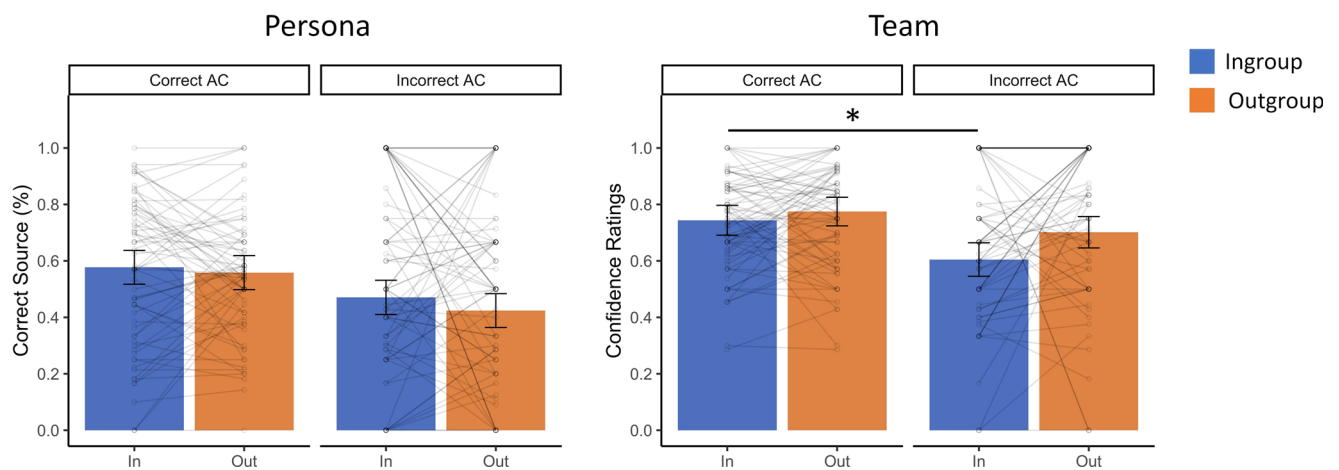 Persona
Team
Correct AC
Incorrect AC
Correct AC
Incorrect AC
Ingroup
Outgroup
*
Correct Source (%)
1.0
0.8
0.6
0.4
0.2
0.0
In
Out
In
Out
Confidence Ratings
1.0
0.8
0.6
0.4
0.2
0.0
In
Out
In
Out